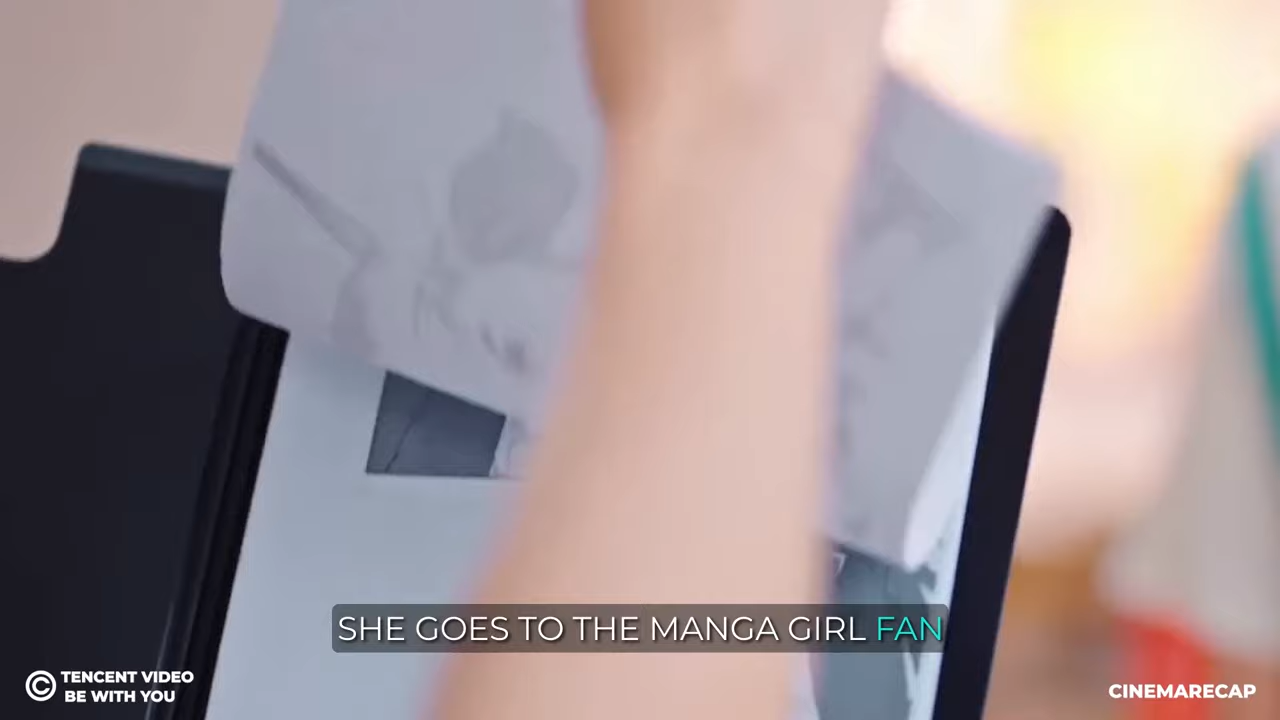 SHE GOES TO THE MANGA GIRL FAN
© TENCENT VIDEO
BE WITH YOU
CINEMARECAP